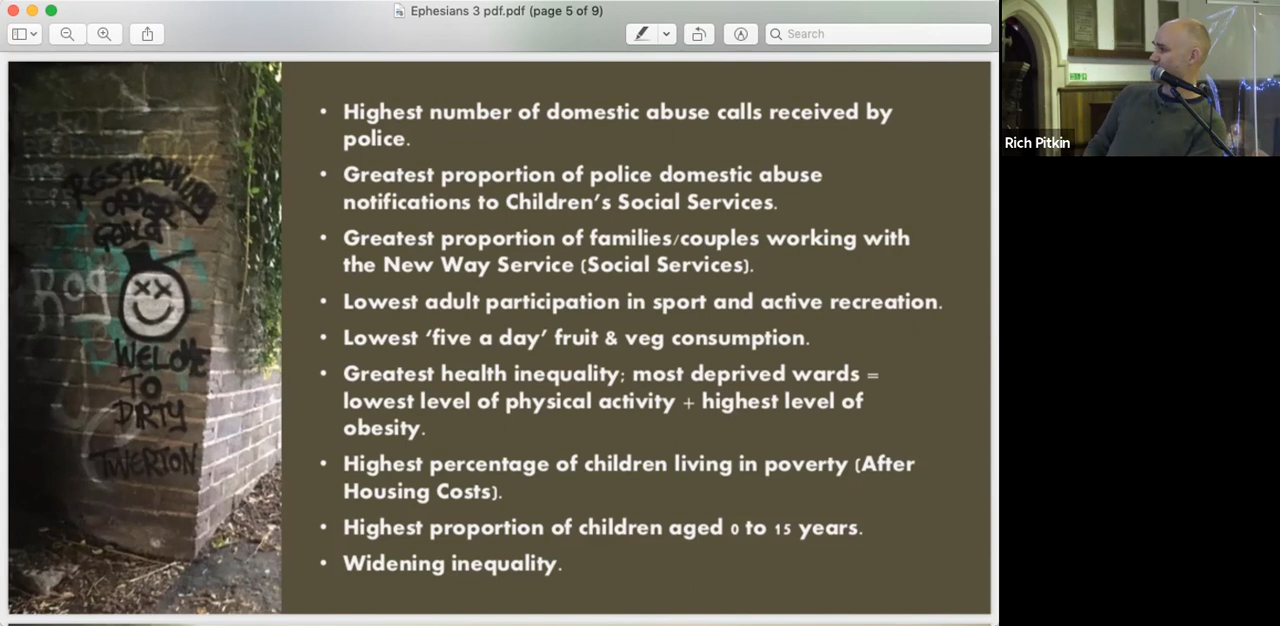 Ephesians 3 pdf.pdf (page 5 of 9)
Search
Rich Pitkin
RESTRAINING
ORDER
WELOME
TO
DIRTY
TWERTON
• Highest number of domestic abuse calls received by
police.
• Greatest proportion of police domestic abuse
notifications to Children's Social Services.
• Greatest proportion of families/couples working with
the New Way Service (Social Services).
• Lowest adult participation in sport and active recreation.
• Lowest 'five a day' fruit & veg consumption.
• Greatest health inequality; most deprived wards =
lowest level of physical activity + highest level of
obesity.
• Highest percentage of children living in poverty (After
Housing Costs).
• Highest proportion of children aged 0 to 15 years.
• Widening inequality.